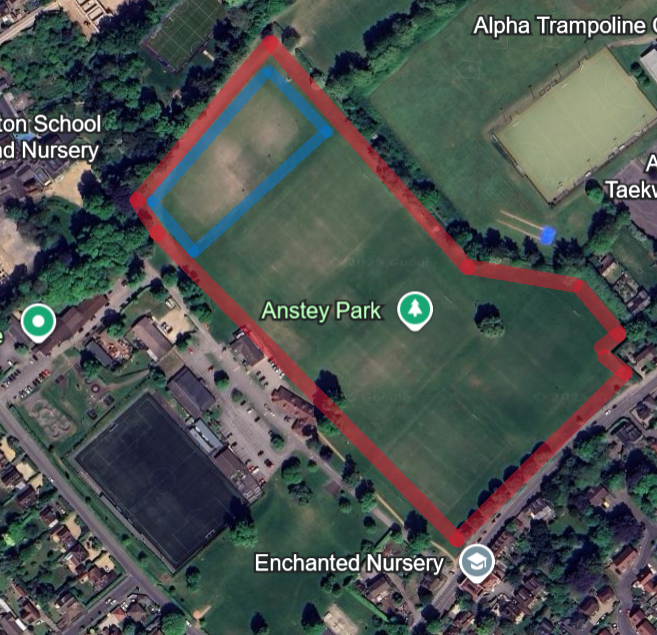 Alpha Trampoline C
ton School
nd Nursery
A
Taekw
Anstey Park
e
Enchanted Nursery